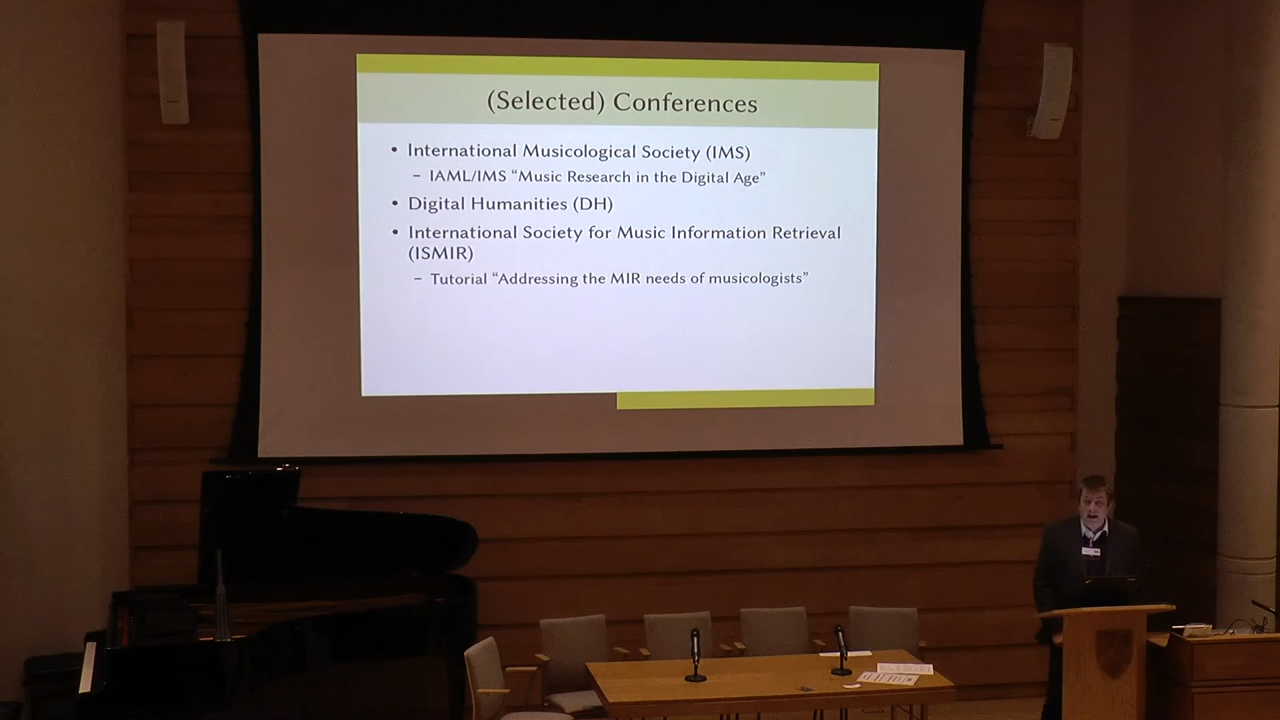 (Selected) Conferences
• International Musicological Society (IMS)
– IAML/IMS “Music Research in the Digital Age”
• Digital Humanities (DH)
• International Society for Music Information Retrieval
(ISMIR)
– Tutorial “Addressing the MIR needs of musicologists”